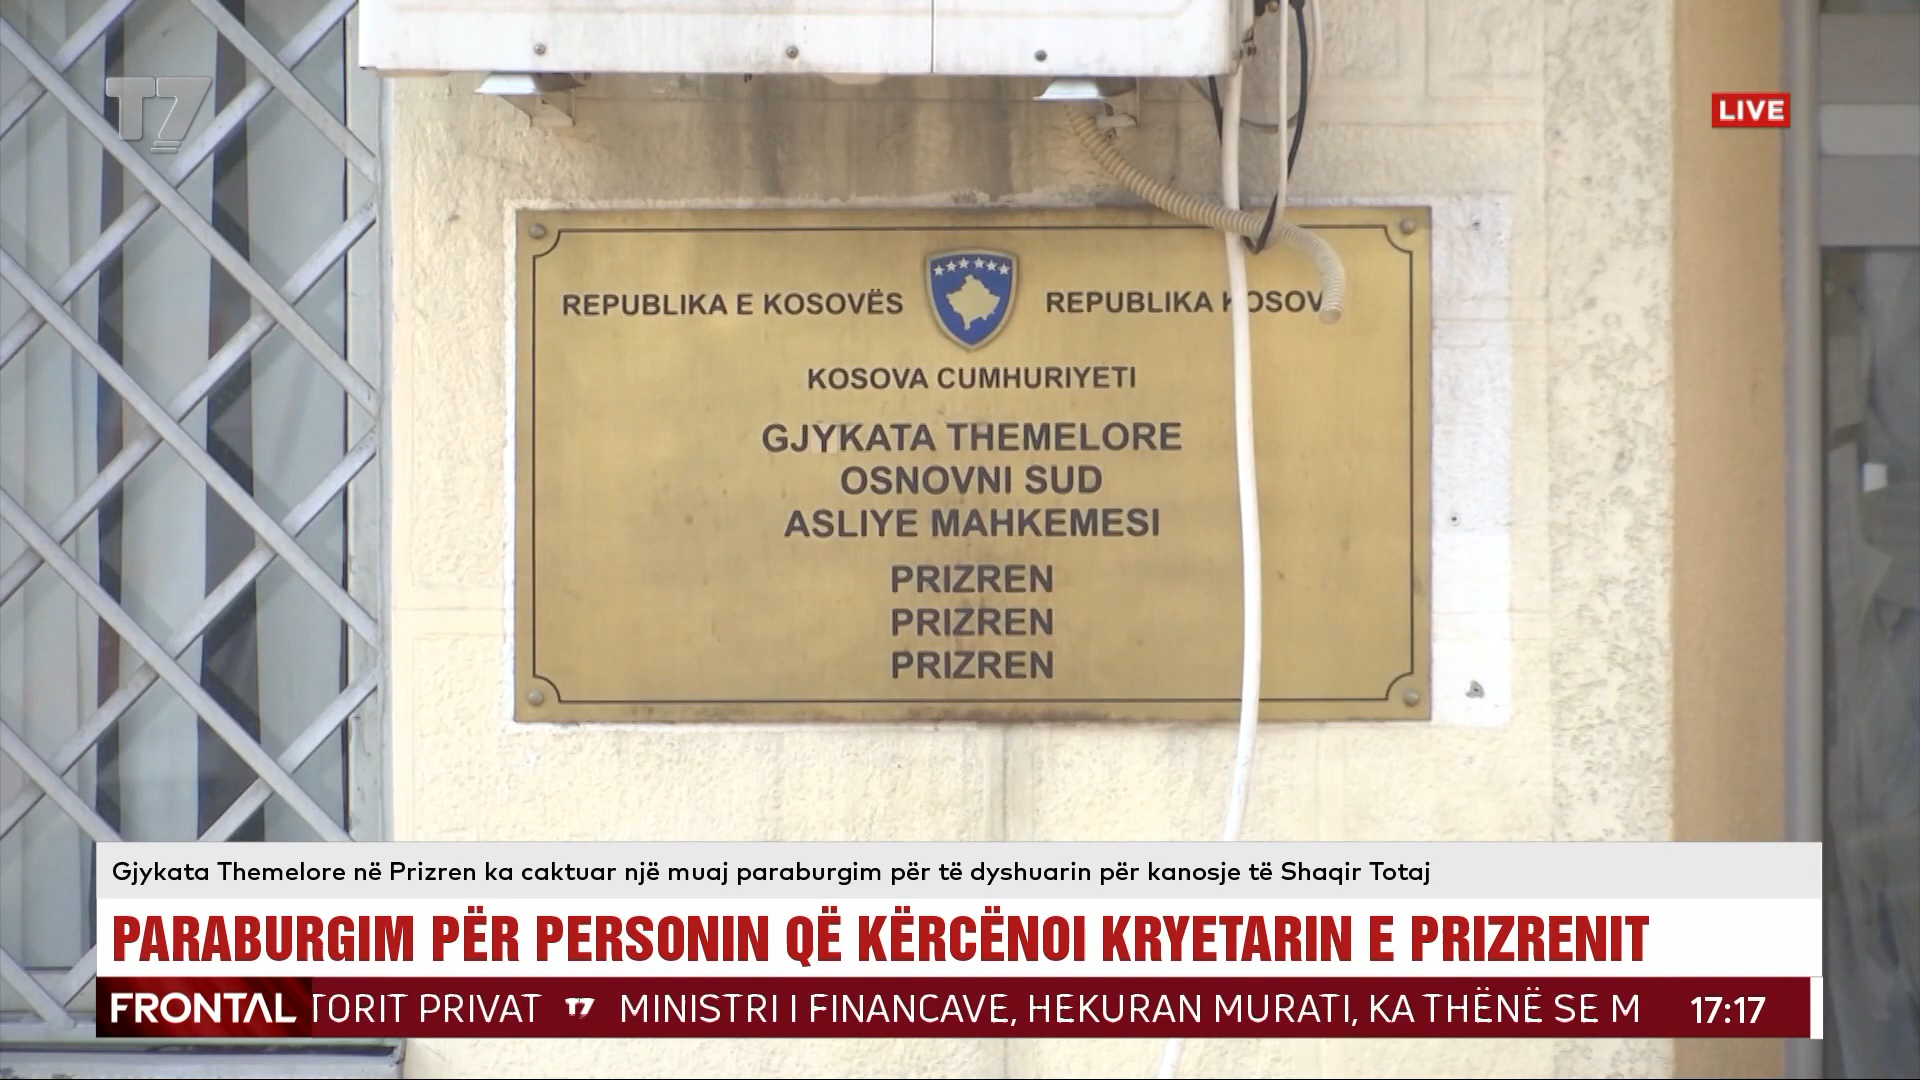 T7
LIVE
REPUBLIKA E KOSOVËS
REPUBLIKA KOSOV
KOSOVA CUMHURIYETI
GJYKATA THEMELORE
OSNOVNI SUD
ASLIYE MAHKEMESI
PRIZREN
PRIZREN
PRIZREN
Gjykata Themelore në Prizren ka caktuar një muaj paraburgim për të dyshuarin për kanosje të Shaqir Totaj
PARABURGIM PËR PERSONIN QË KËRCËNOI KRYETARIN E PRIZRENIT
FRONTAL TORIT PRIVAT T7 MINISTRI I FINANCAVE, HEKURAN MURATI, KA THËNË SE M 17:17